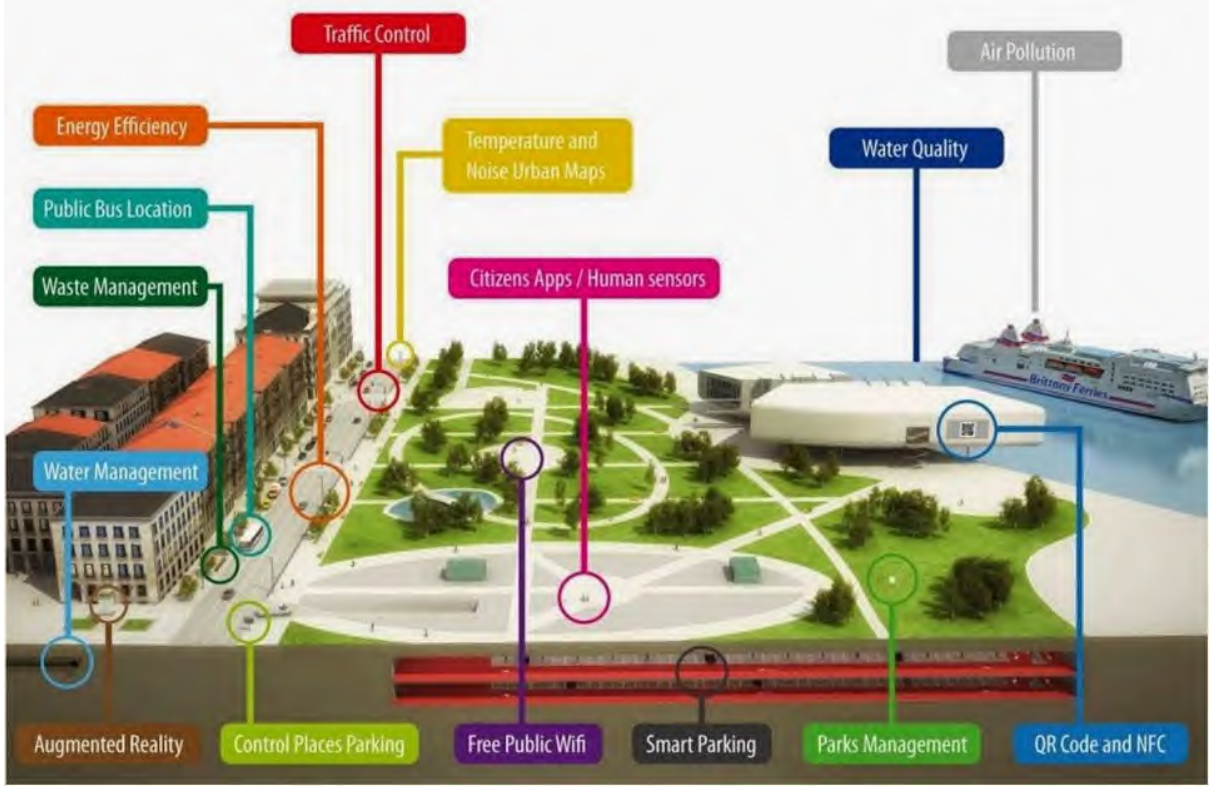 Traffic Control
Air Pollution
Energy Efficiency
Temperature and
Noise Urban Maps
Water Quality
Public Bus Location
Citizens Apps / Human sensors
Waste Management
Brittany Ferries
Water Management
Augmented Reality
Control Places Parking
Free Public Wifi
Smart Parking
Parks Management
QR Code and NFC